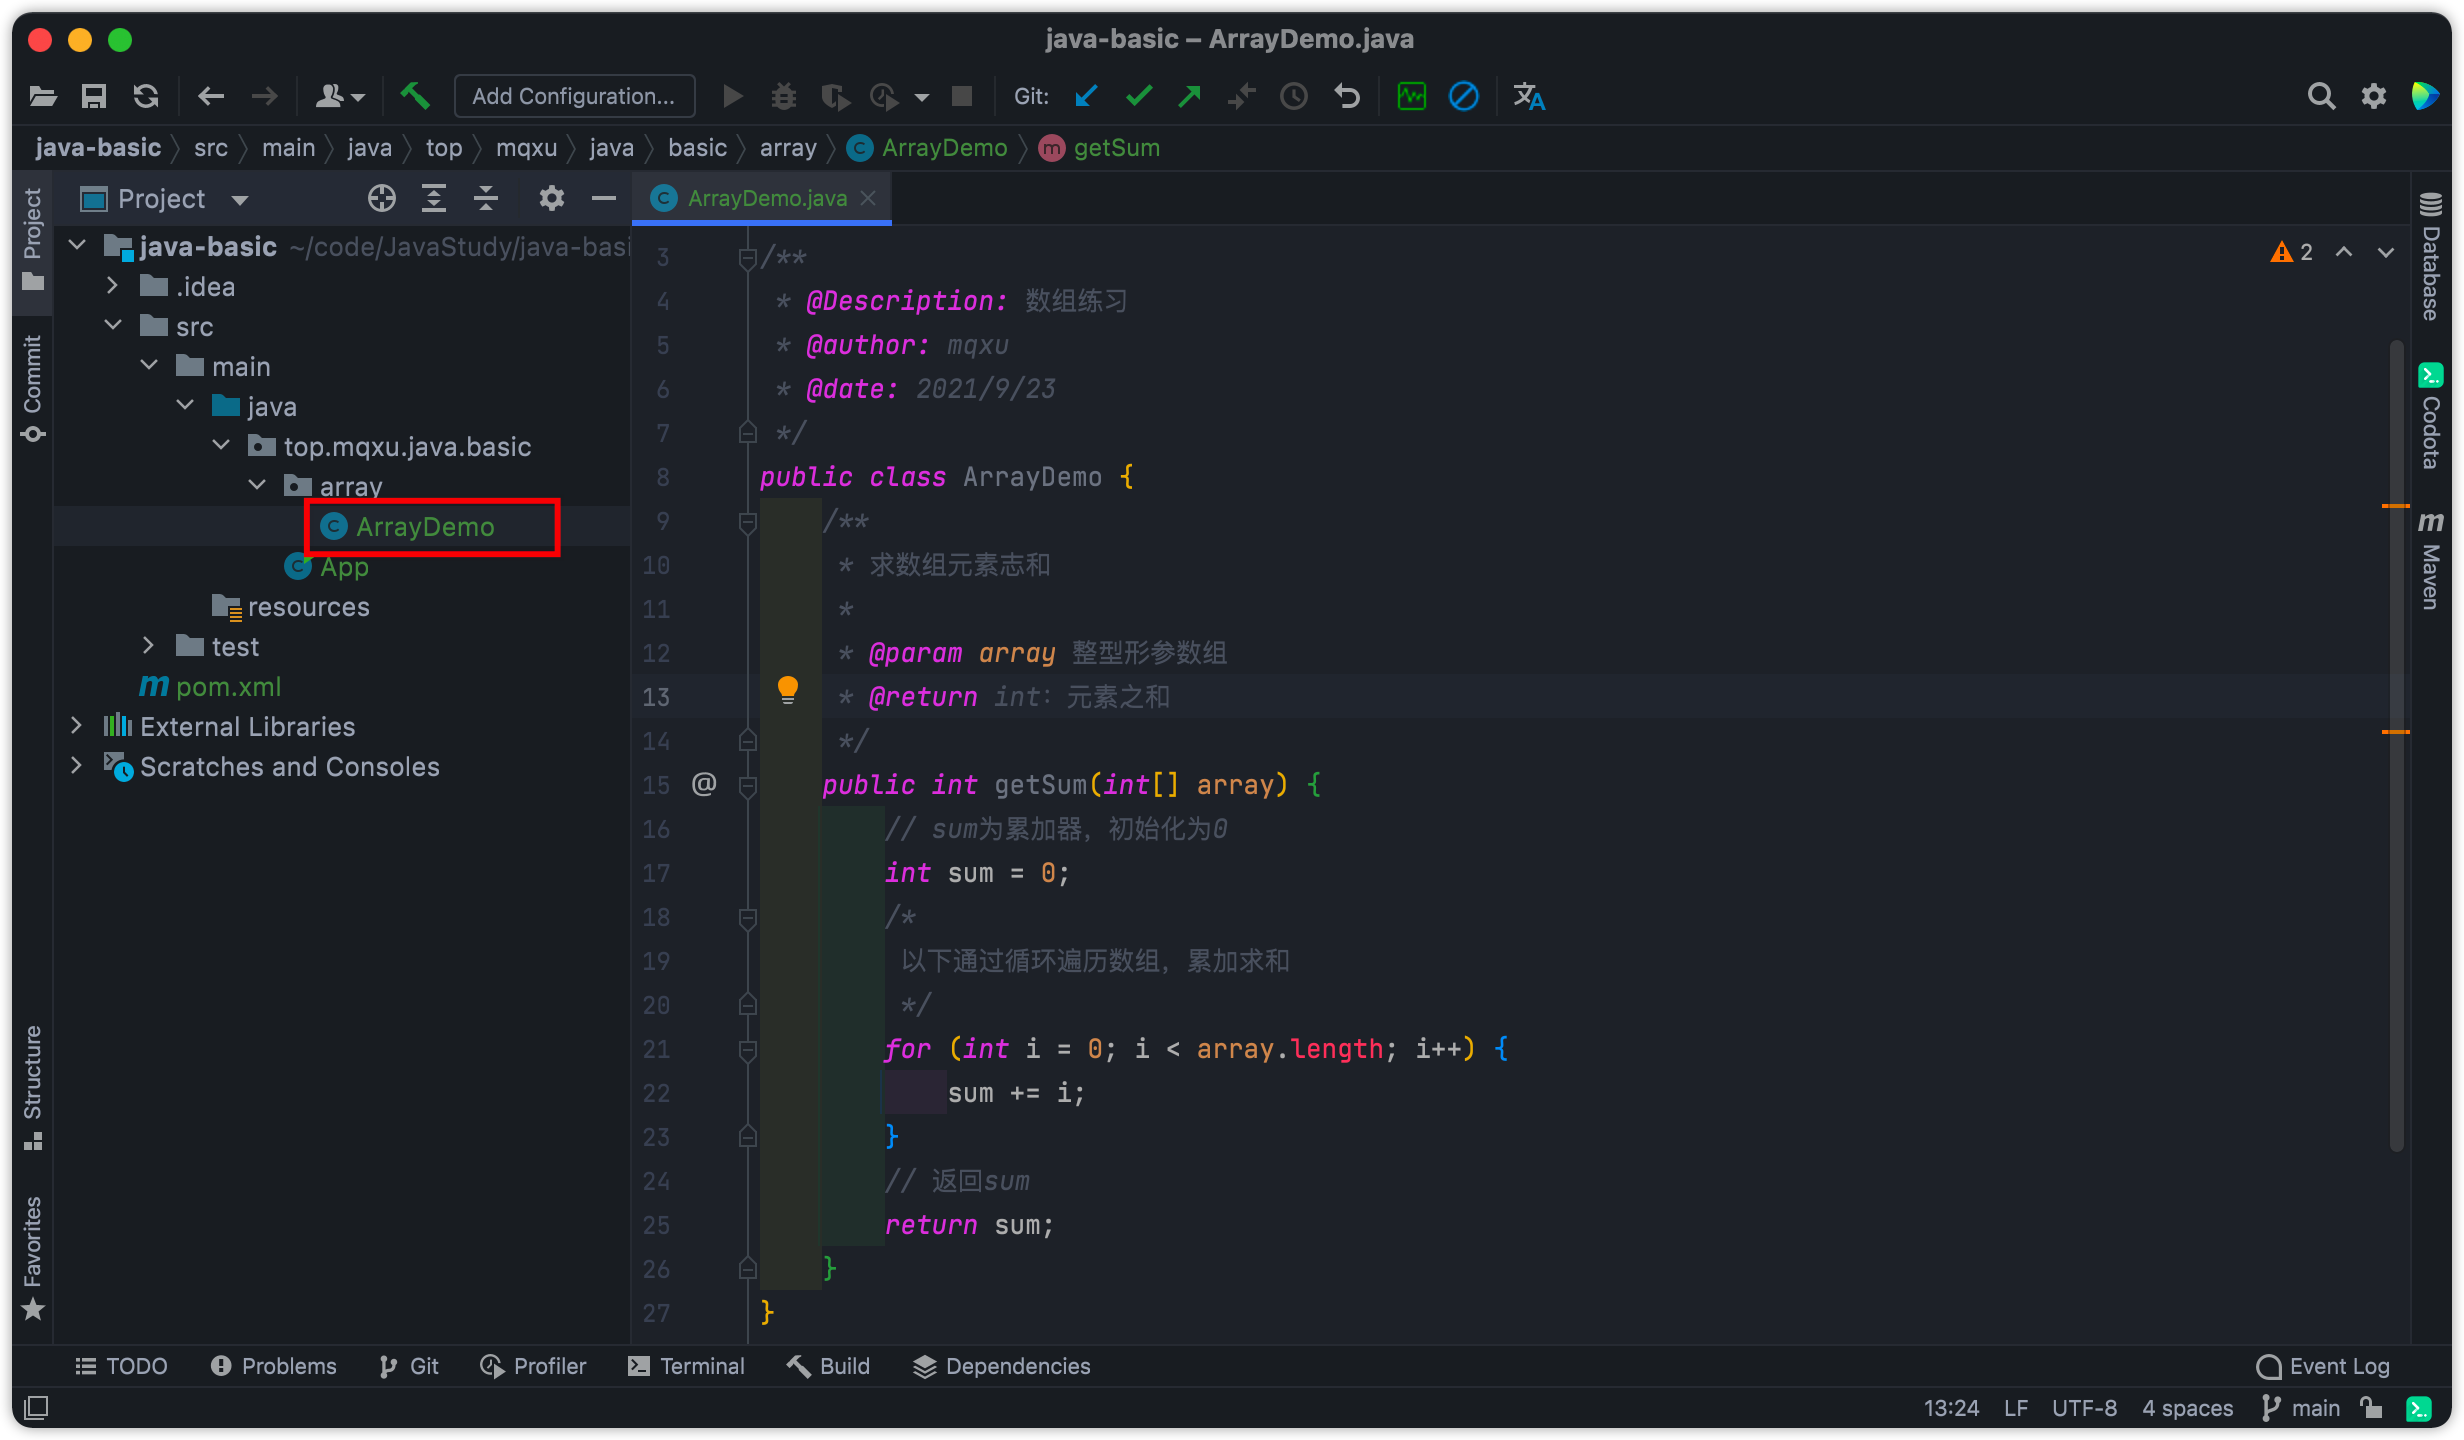 java-basic – ArrayDemo.java
Add Configuration...
Git:
java-basic src main java top mqxu java basic array ArrayDemo getSum
Project
ArrayDemo.java
java-basic ~/code/JavaStudy/java-basi
.idea
src
main
java
top.mqxu.java.basic
array
ArrayDemo
App
resources
test
pom.xml
External Libraries
Scratches and Consoles
Project
Commit
Structure
Favorites
2
3 /**
4 * @Description: 数组练习
5 * @author: mqxu
6 * @date: 2021/9/23
7 */
8 public class ArrayDemo {
9 /**
10 * 求数组元素志和
11 *
12 * @param array 整型形参数组
13 * @return int: 元素之和
14 */
15 @ public int getSum(int[] array) {
16 // sum为累加器，初始化为0
17 int sum = 0;
18 /*
19 以下通过循环遍历数组，累加求和
20 */
21 for (int i = 0; i < array.length; i++) {
22 sum += i;
23 }
24 // 返回sum
25 return sum;
26 }
27 }
Database
Codota
Maven
TODO Problems Git Profiler Terminal Build Dependencies Event Log
13:24 LF UTF-8 4 spaces main